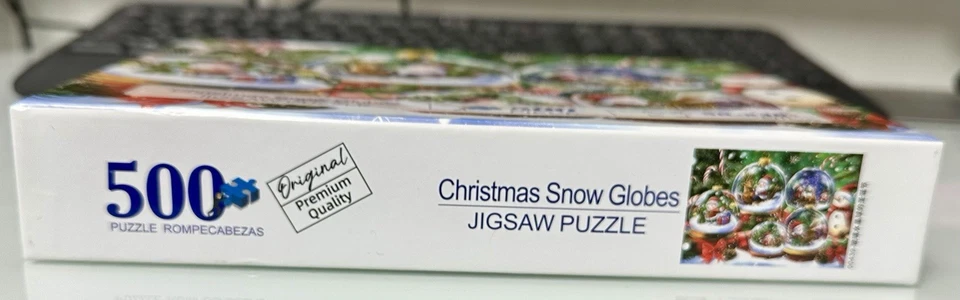 500
PUZZLE ROMPECABEZAS
Original
Premium
Quality
Christmas Snow Globes
JIGSAW PUZZLE